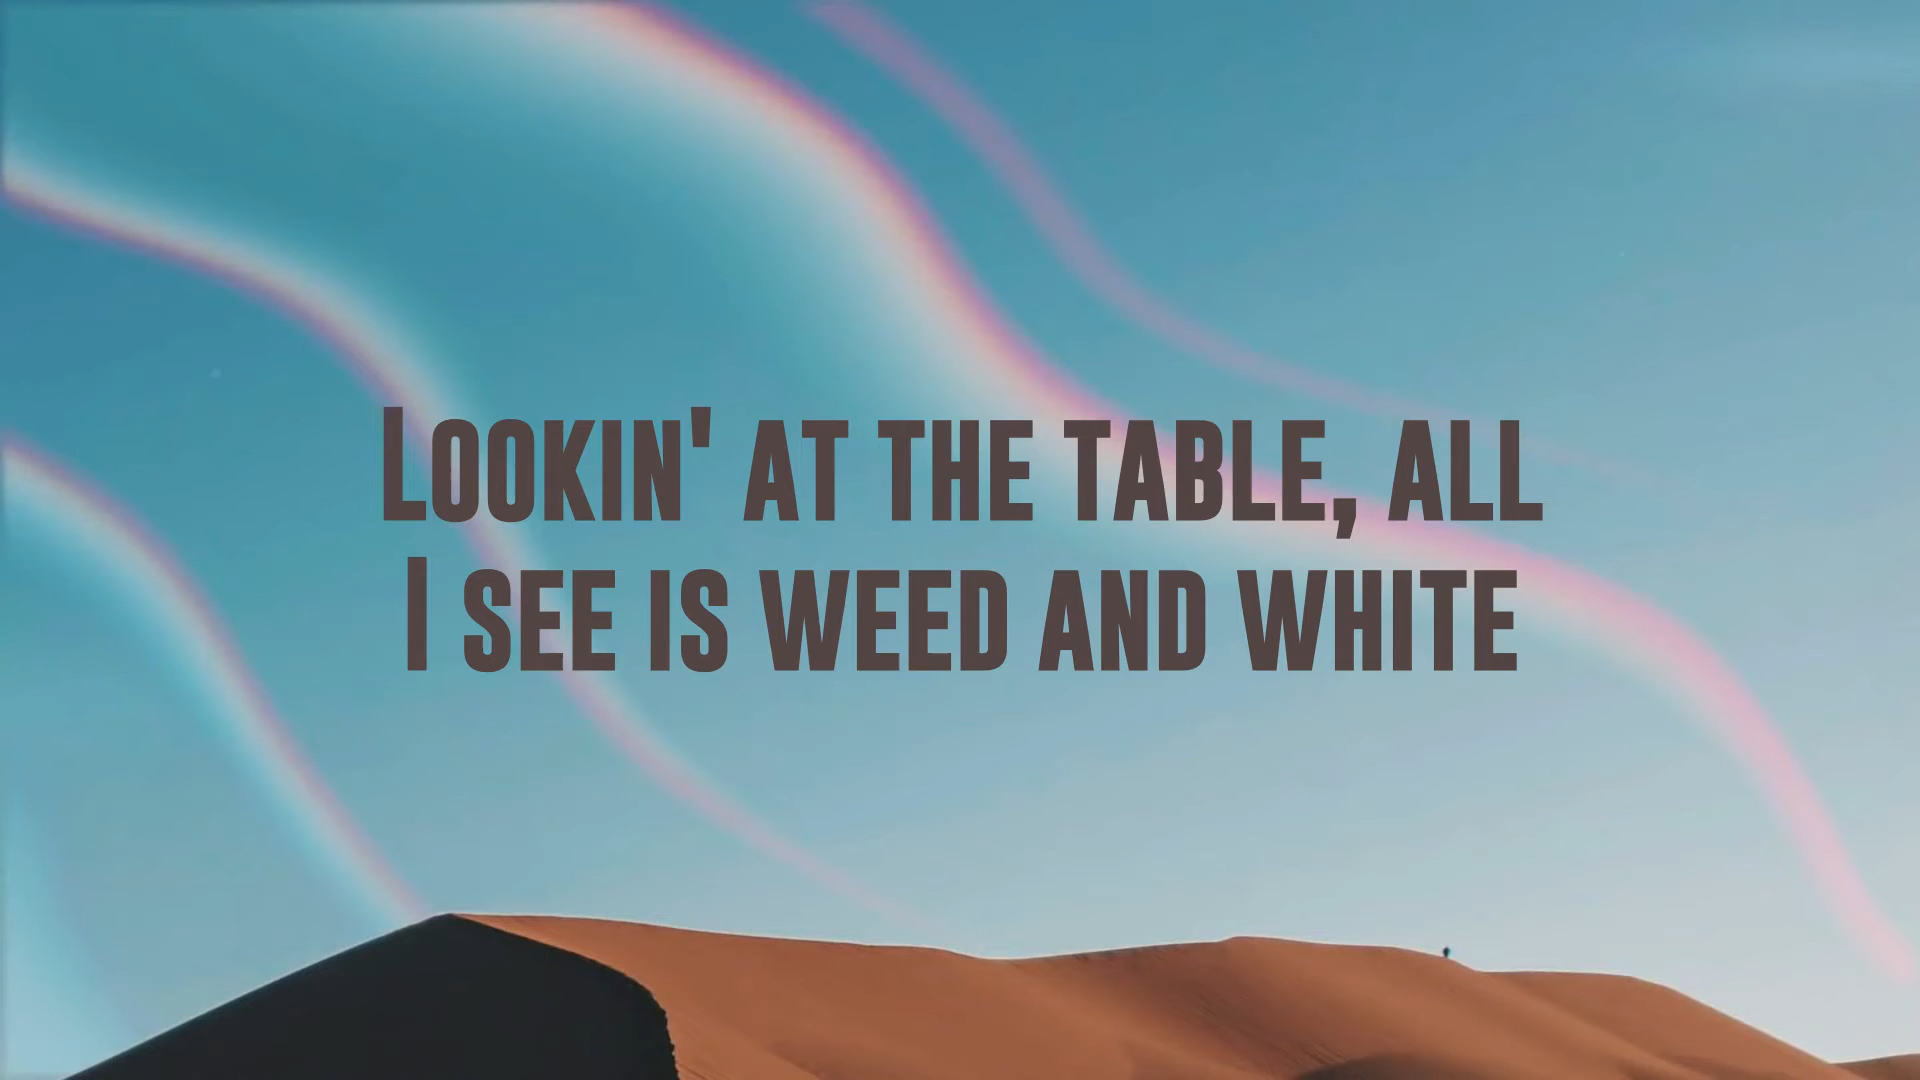 Lookin' at the table, all
I see is weed and white